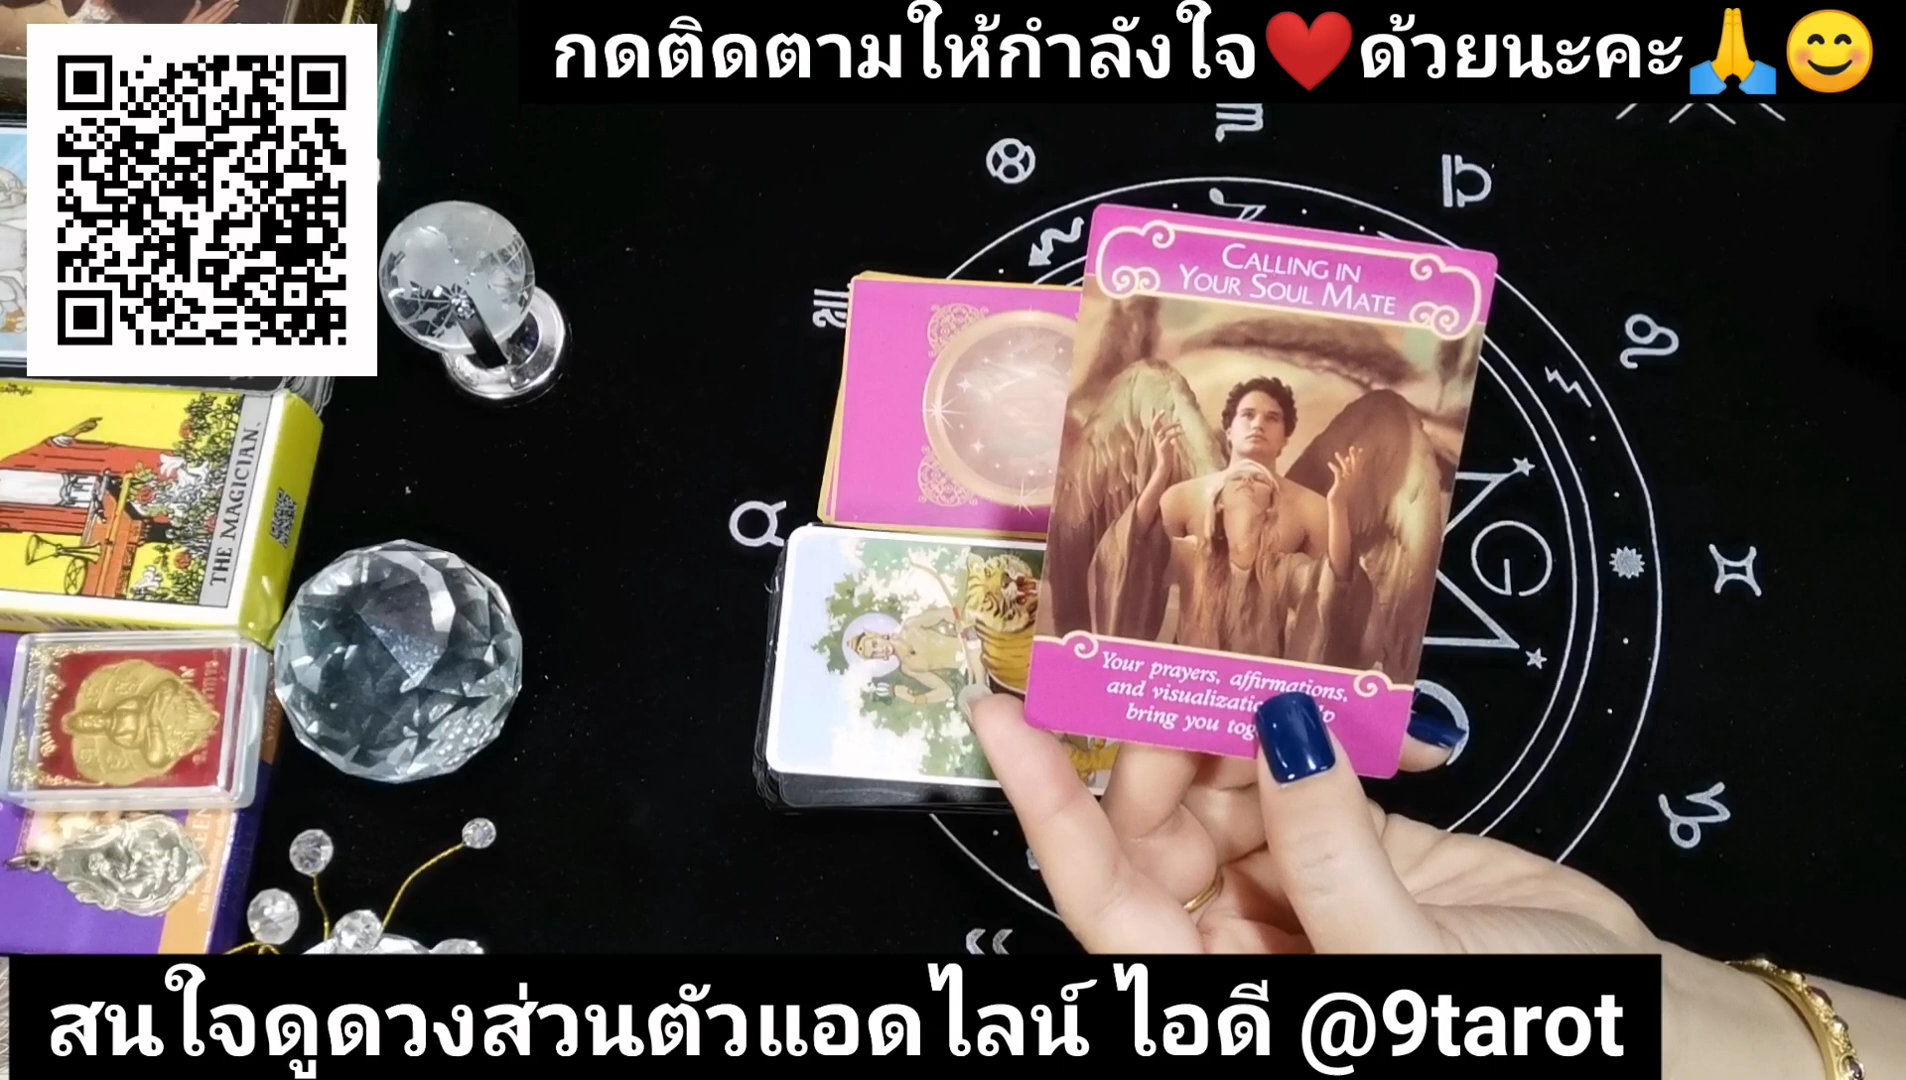 กดติดตามให้กำลังใจ❤️ด้วยนะคะ🙏😊
CALLING IN
YOUR SOUL MATE
THE MAGICIAN.
Your prayers, affirmations,
and
bring you
สนใจดูดวงส่วนตัวแอดไลน์ ไอดี @9tarot